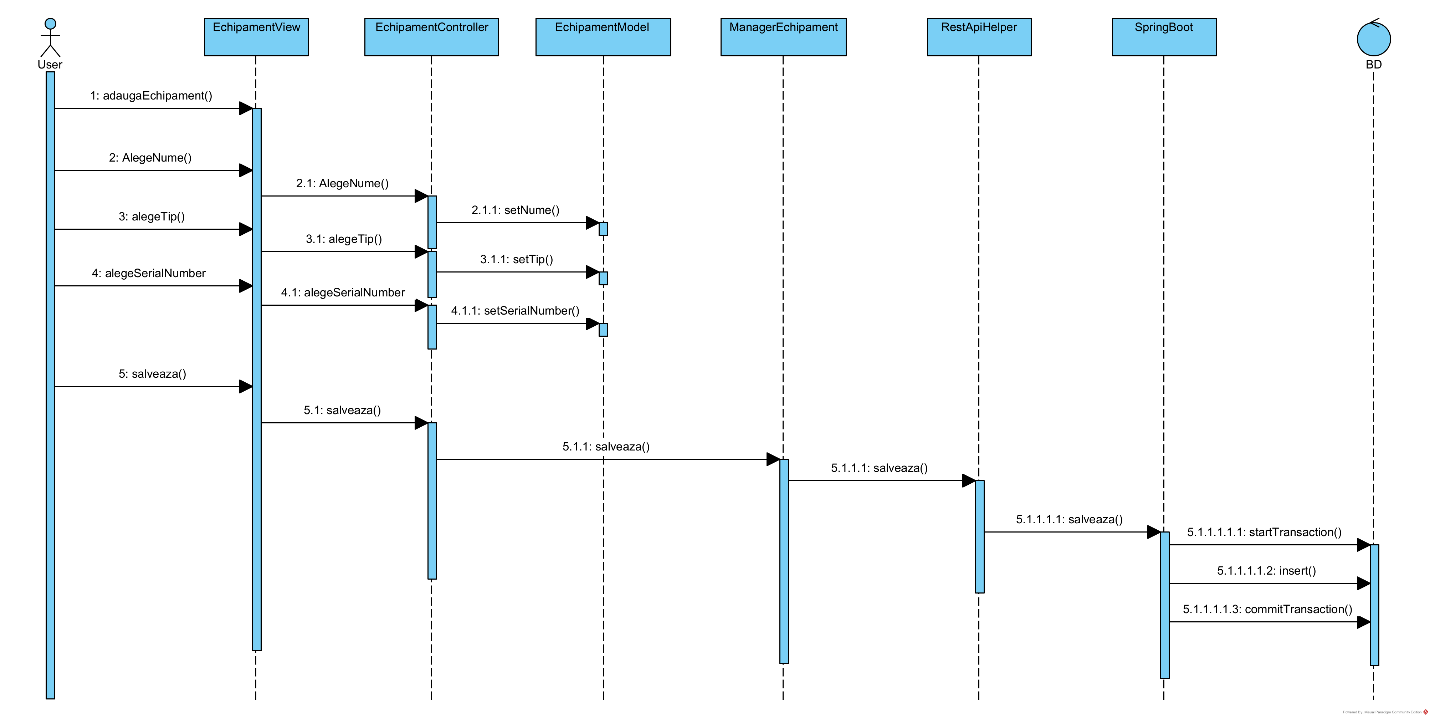 EchipamentView
EchipamentController
EchipamentModel
ManagerEchipament
RestApiHelper
SpringBoot
User
BD
1: adaugaEchipament()
2: AlegeNume()
2.1: AlegeNume()
2.1.1: setNume()
3: alegeTip()
3.1: alegeTip()
3.1.1: setTip()
4: alegeSerialNumber
4.1: alegeSerialNumber
4.1.1: setSerialNumber()
5: salveaza()
5.1: salveaza()
5.1.1: salveaza()
5.1.1.1: salveaza()
5.1.1.1.1: salveaza()
5.1.1.1.1.1: startTransaction()
5.1.1.1.1.2: insert()
5.1.1.1.1.3: commitTransaction()